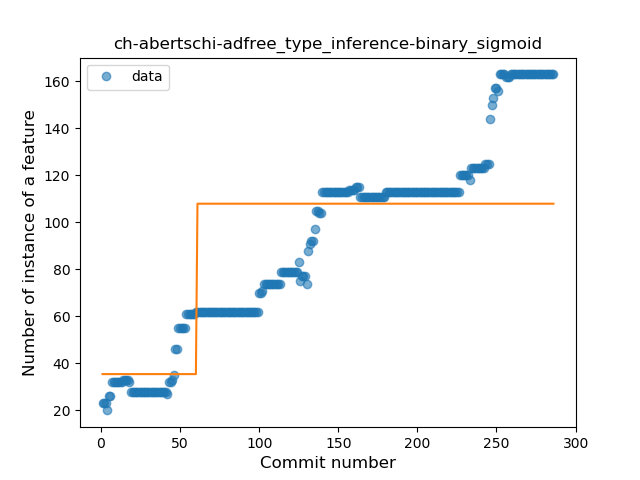 ch-abertschi-adfree_type_inference-binary_sigmoid
data
Number of instance of a feature
160
140
120
100
80
60
40
20
0 50 100 150 200 250 300
Commit number